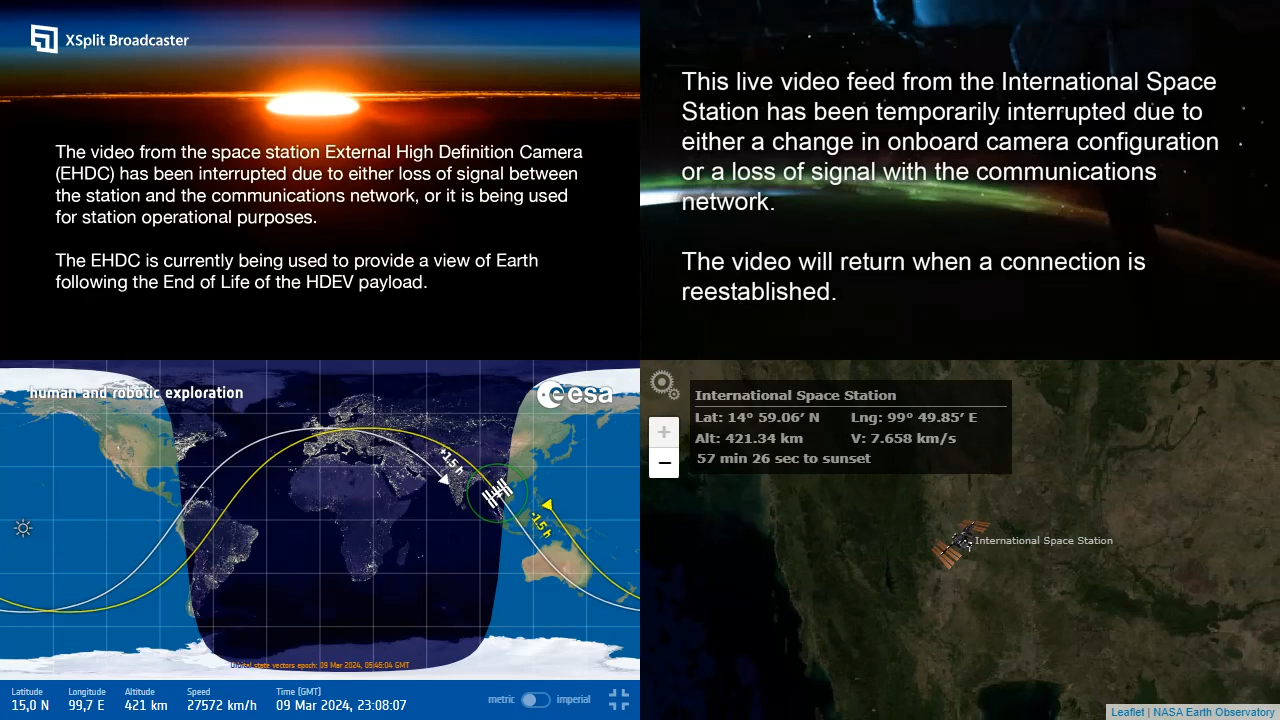 XSplit Broadcaster
The video from the space station External High Definition Camera
(EHDC) has been interrupted due to either loss of signal between
the station and the communications network, or it is being used
for station operational purposes.
The EHDC is currently being used to provide a view of Earth
following the End of Life of the HDEV payload.
This live video feed from the International Space
Station has been temporarily interrupted due to
either a change in onboard camera configuration
or a loss of signal with the communications
network.
The video will return when a connection is
reestablished.
human and robotic exploration
esa
+1,5 h
-1,5 h
Orbital state vectors epoch: 09 Mar 2024, 05:46:04 GMT
Latitude
15,0 N
Longitude
99,7 E
Altitude
421 km
Speed
27572 km/h
Time (GMT)
09 Mar 2024, 23:08:07
metric
imperial
+
−
International Space Station
Lat: 14° 59.06′ N Lng: 99° 49.85′ E
Alt: 421.34 km V: 7.658 km/s
57 min 26 sec to sunset
International Space Station
Leaflet | NASA Earth Observatory